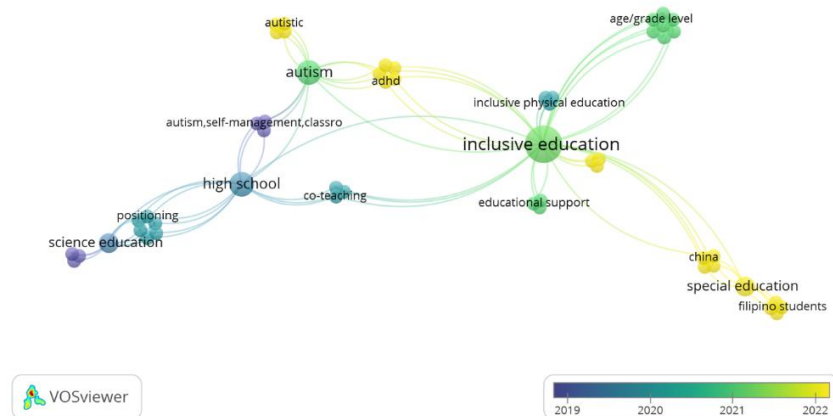 autistic
age/grade level
autism
adhd
inclusive physical education
autism,self-management,classro
inclusive education
high school
co-teaching
educational support
positioning
science education
china
special education
filipino students
VOSviewer
2019 2020 2021